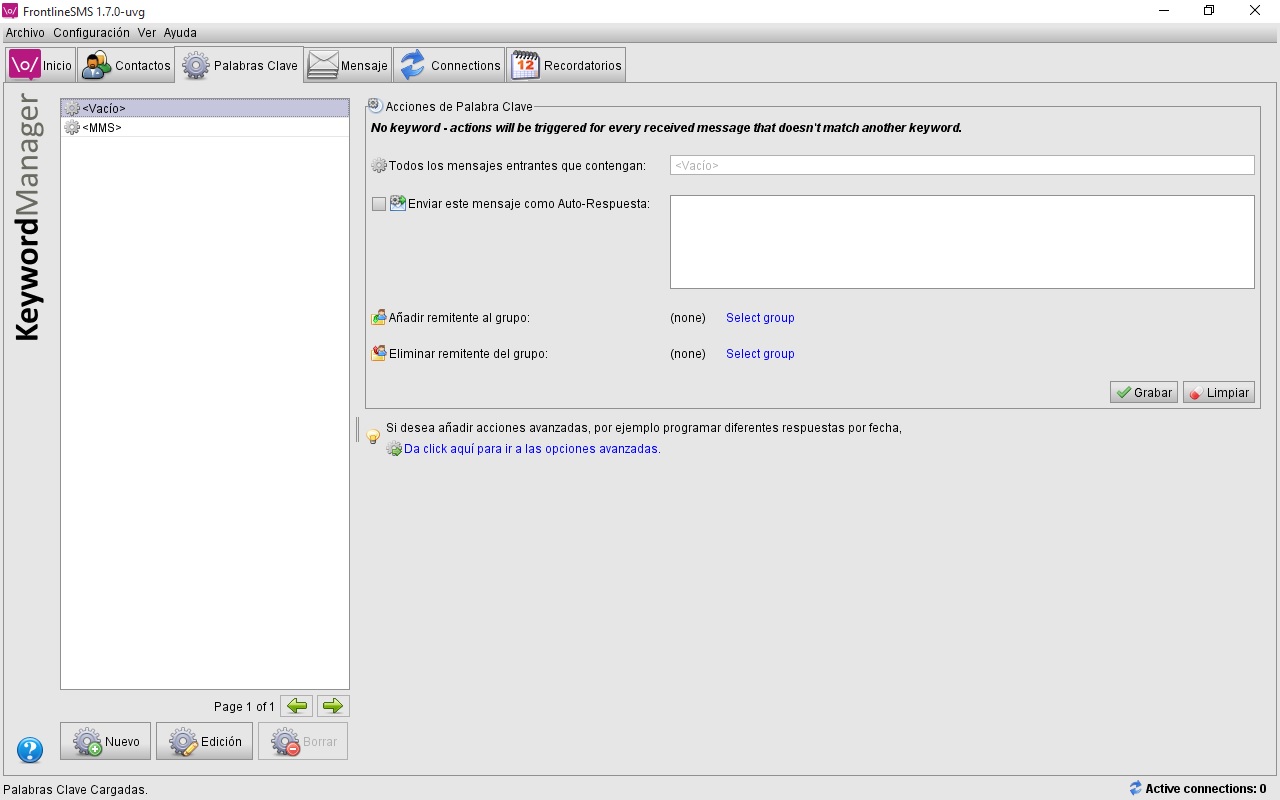 FrontlineSMS 1.7.0-uvg
Archivo Configuración Ver Ayuda
\o/ Inicio Contactos Palabras Clave Mensaje Connections 12 Recordatorios
KeywordManager
<Vacío>
<MMS>
Page 1 of 1
Nuevo Edición Borrar
Acciones de Palabra Clave
No keyword - actions will be triggered for every received message that doesn't match another keyword.
Todos los mensajes entrantes que contengan: <Vacío>
Enviar este mensaje como Auto-Respuesta:
Añadir remitente al grupo: (none) Select group
Eliminar remitente del grupo: (none) Select group
Grabar Limpiar
Si desea añadir acciones avanzadas, por ejemplo programar diferentes respuestas por fecha,
Da click aquí para ir a las opciones avanzadas.
Palabras Clave Cargadas. Active connections: 0